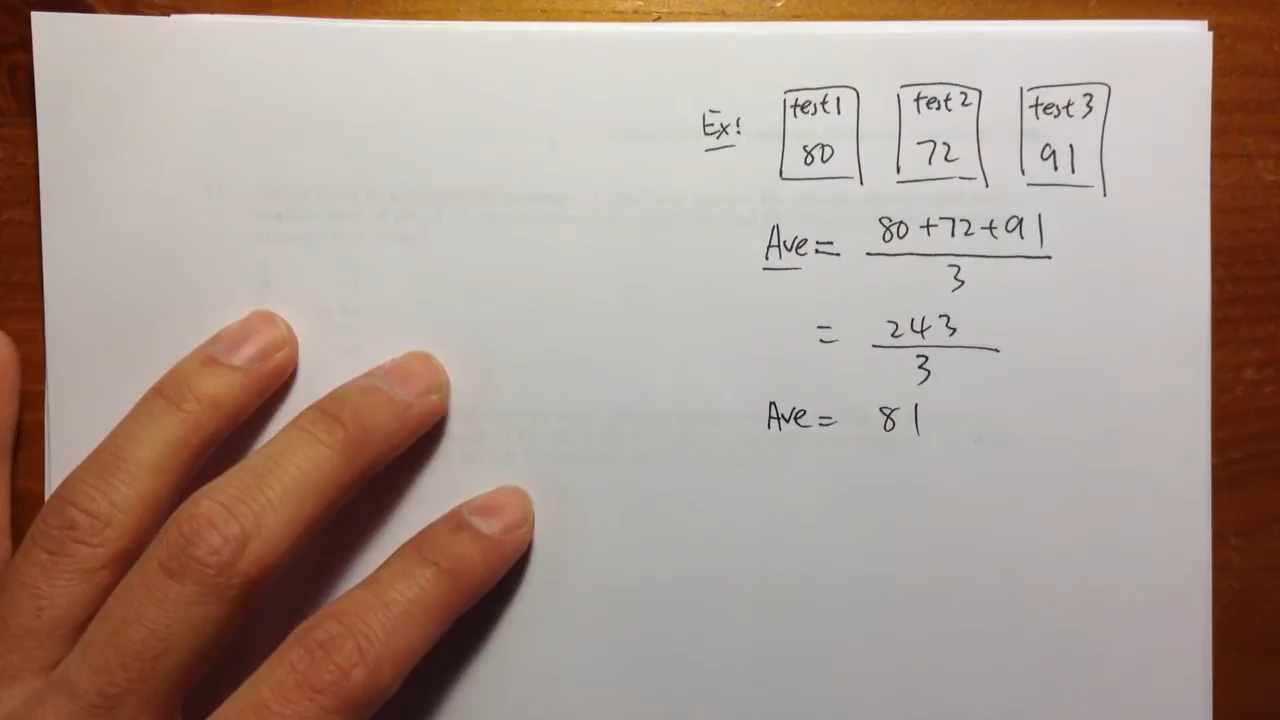 Ex: test1 test2 test3
80 72 91
Ave = 80+72+91
3
= 243
3
Ave = 81